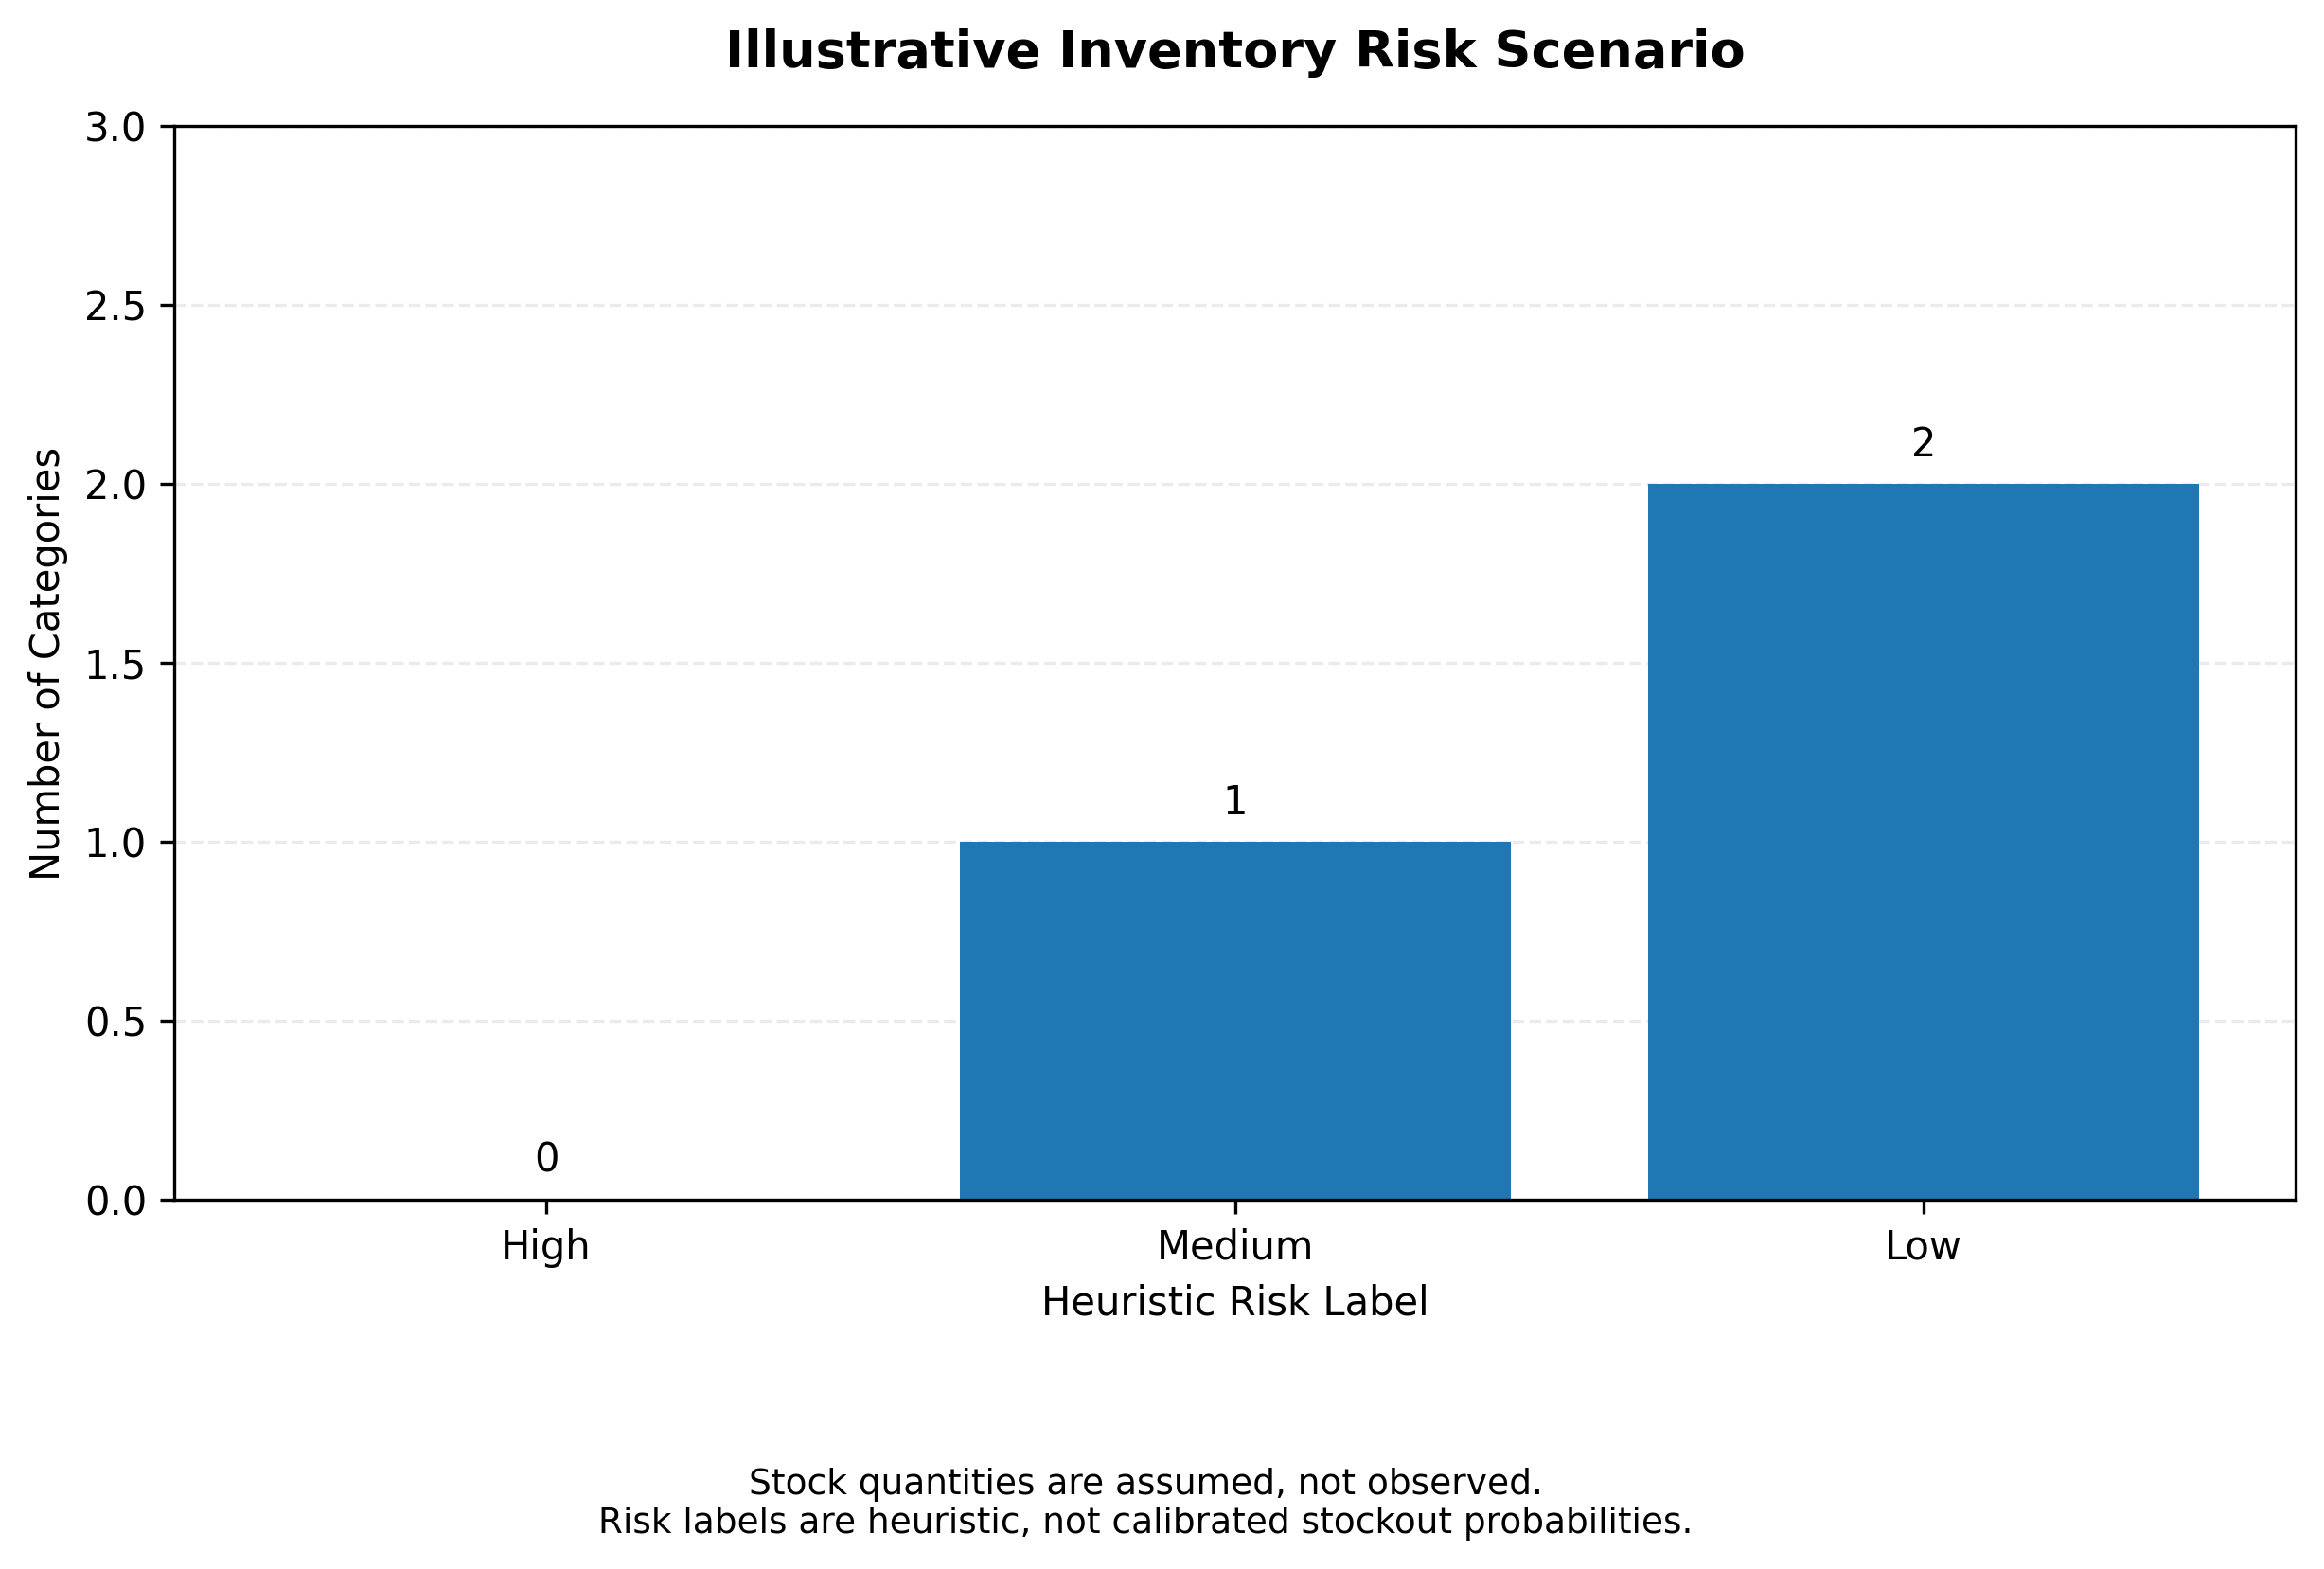 Illustrative Inventory Risk Scenario
3.0
2.5
2.0
1.5
1.0
0.5
0.0
Number of Categories
0
1
2
High
Medium
Low
Heuristic Risk Label
Stock quantities are assumed, not observed.
Risk labels are heuristic, not calibrated stockout probabilities.